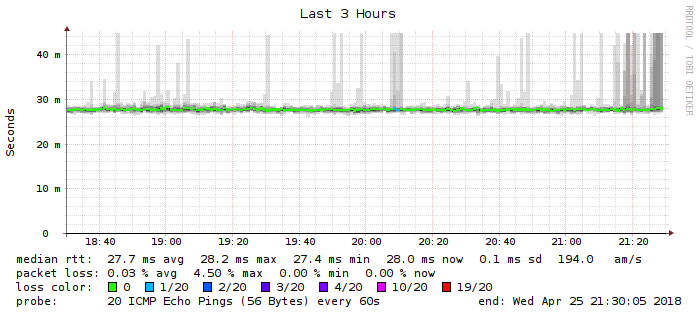 Last 3 Hours
RRDTOOL / TOBI OETIKER
Seconds
40 m
30 m
20 m
10 m
0
18:40 19:00 19:20 19:40 20:00 20:20 20:40 21:00 21:20
median rtt: 27.7 ms avg 28.2 ms max 27.4 ms min 28.0 ms now 0.1 ms sd 194.0 am/s
packet loss: 0.03 % avg 4.50 % max 0.00 % min 0.00 % now
loss color: 0 1/20 2/20 3/20 4/20 10/20 19/20
probe: 20 ICMP Echo Pings (56 Bytes) every 60s end: Wed Apr 25 21:30:05 2018